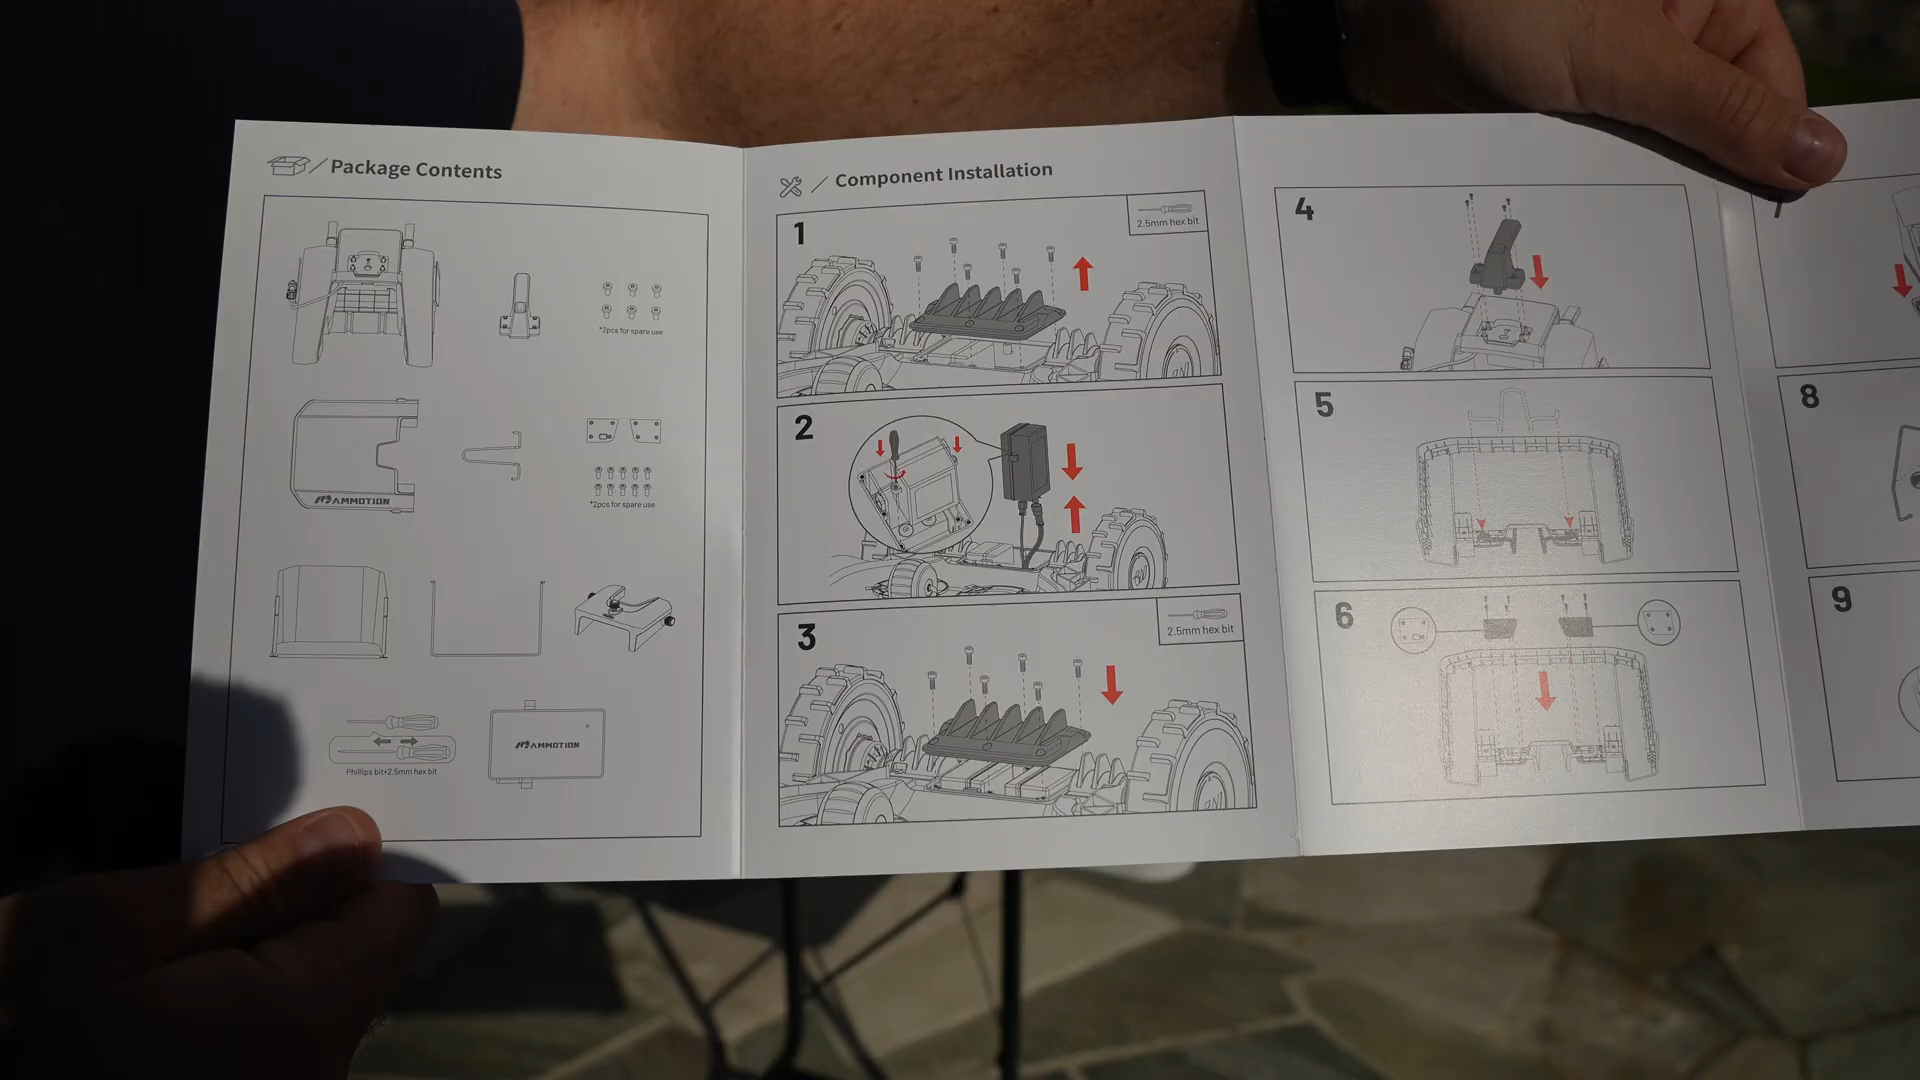 Package Contents
*2pcs for spare use
AMMOTION
*2pcs for spare use
Phillips bit+2.5mm hex bit
AMMOTION
Component Installation
1
2.5mm hex bit
2
3
2.5mm hex bit
4
5
6
8
9